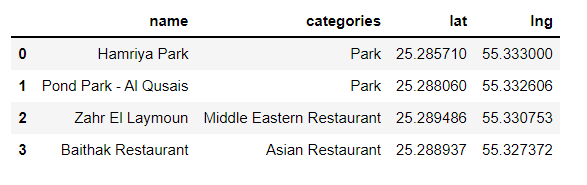 name categories lat lng
0 Hamriya Park Park 25.285710 55.333000
1 Pond Park - Al Qusais Park 25.288060 55.332606
2 Zahr El Laymoun Middle Eastern Restaurant 25.289486 55.330753
3 Baithak Restaurant Asian Restaurant 25.288937 55.327372